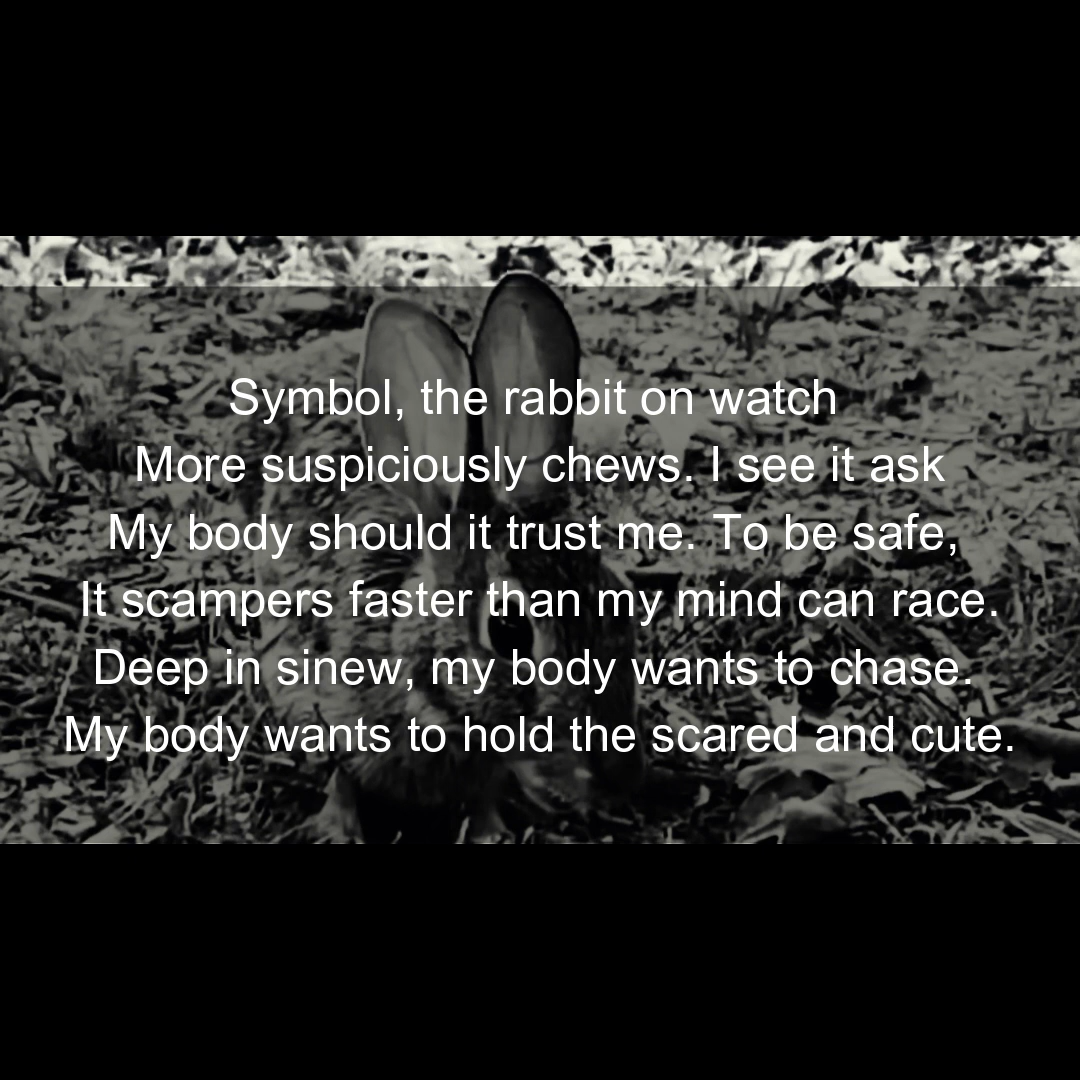 Symbol, the rabbit on watch
More suspiciously chews. I see it ask
My body should it trust me. To be safe,
It scampers faster than my mind can race.
Deep in sinew, my body wants to chase.
My body wants to hold the scared and cute.